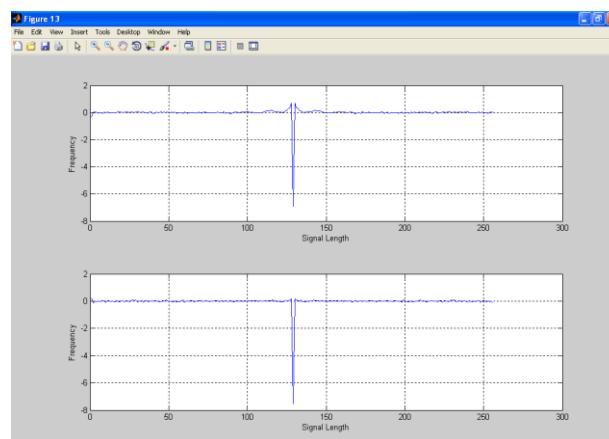 Figure 13
File Edit View Insert Tools Desktop Window Help
2
0
-2
-4
-6
-8
Frequency
0 50 100 150 200 250 300
Signal Length
2
0
-2
-4
-6
-8
Frequency
0 50 100 150 200 250 300
Signal Length